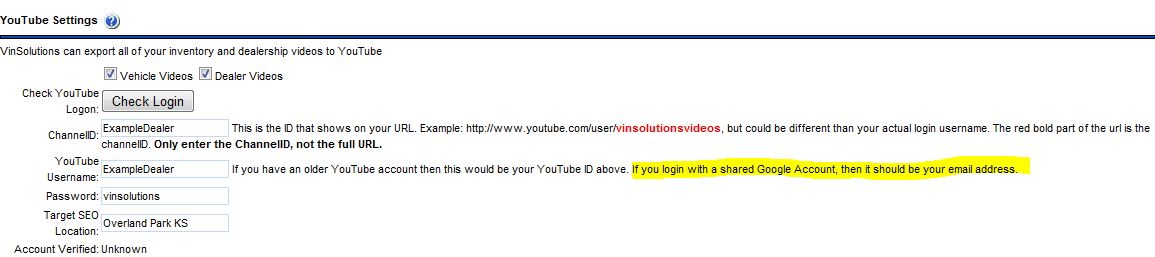 YouTube Settings ?
VinSolutions can export all of your inventory and dealership videos to YouTube
Vehicle Videos Dealer Videos
Check YouTube
Logon: Check Login
ChannelID: ExampleDealer This is the ID that shows on your URL. Example: http://www.youtube.com/user/vinsolutionsvideos, but could be different than your actual login username. The red bold part of the url is the
channelID. Only enter the ChannelID, not the full URL.
YouTube
Username: ExampleDealer If you have an older YouTube account then this would be your YouTube ID above. If you login with a shared Google Account, then it should be your email address.
Password: vinsolutions
Target SEO
Location: Overland Park KS
Account Verified: Unknown